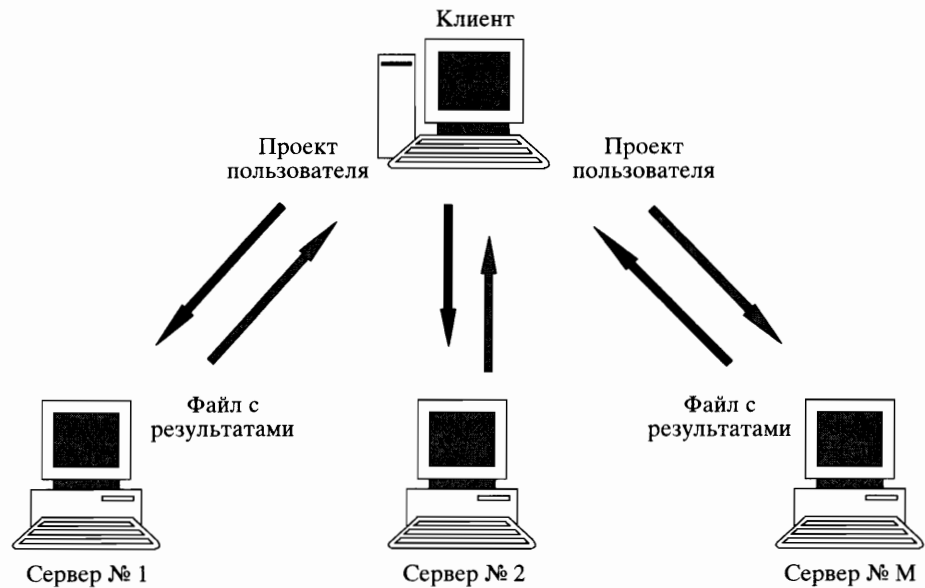 Клиент
Проект
пользователя
Проект
пользователя
Файл с
результатами
Файл с
результатами
Сервер № 1
Сервер № 2
Сервер № M